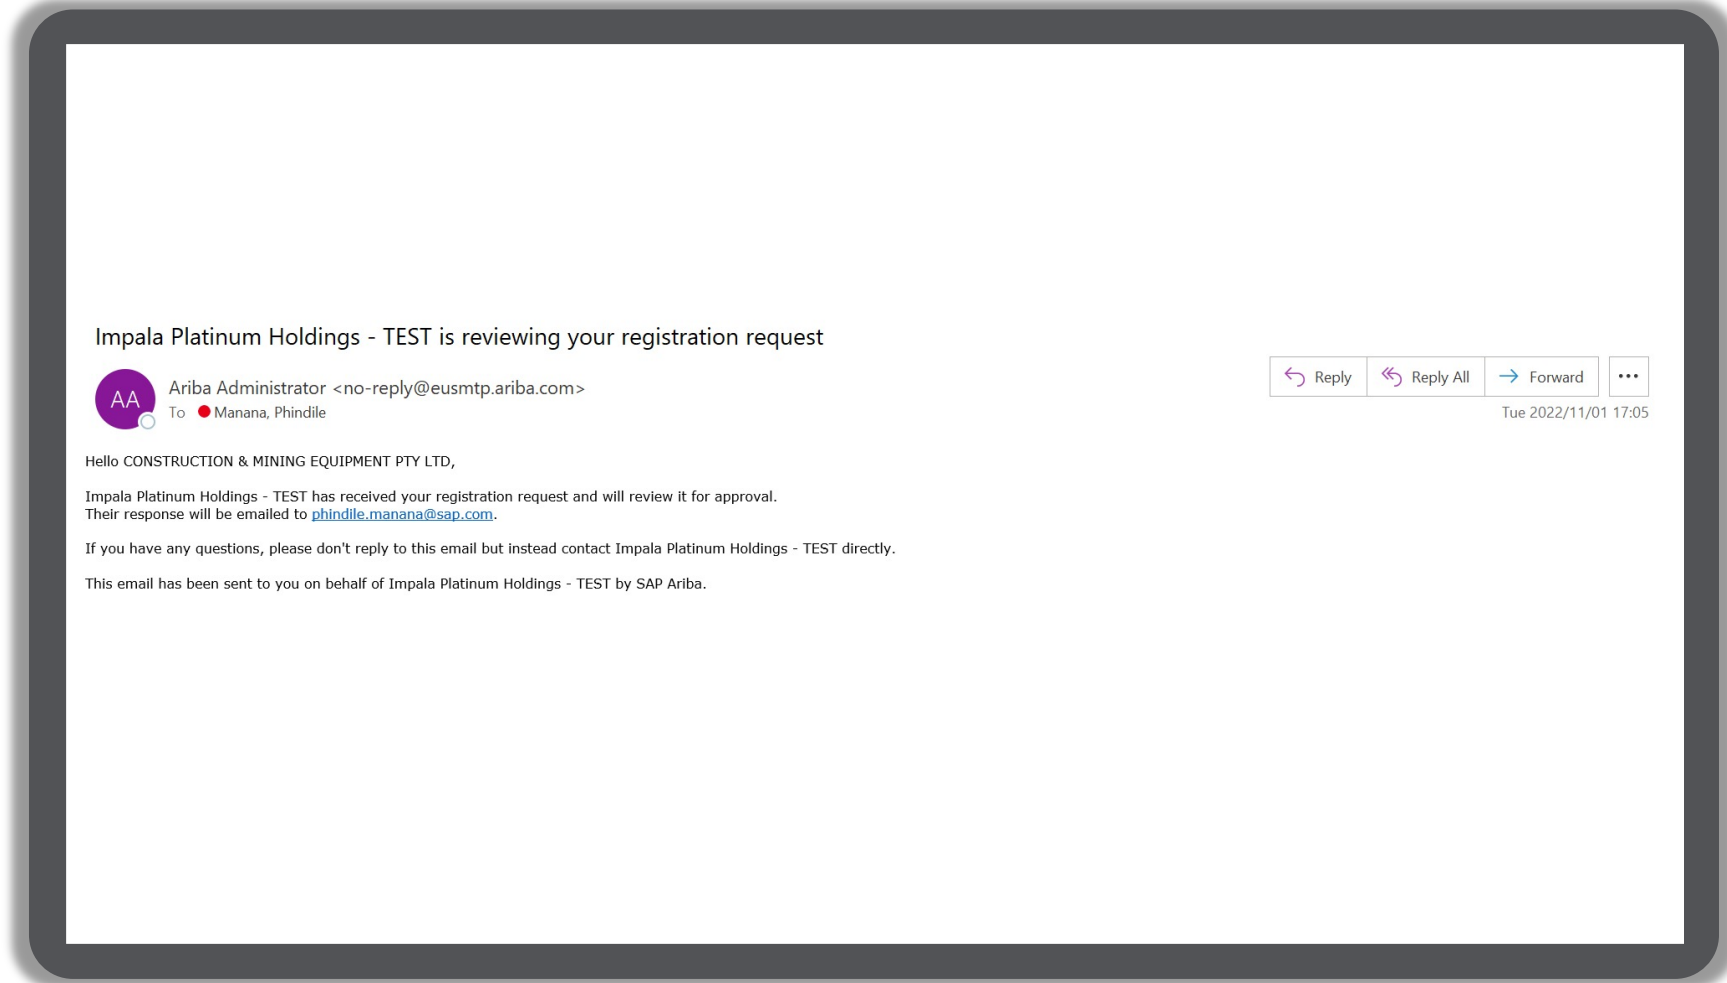 Impala Platinum Holdings - TEST is reviewing your registration request
AA
Ariba Administrator <no-reply@eusmtp.ariba.com>
To Manana, Phindile
Reply Reply All Forward
Tue 2022/11/01 17:05
Hello CONSTRUCTION & MINING EQUIPMENT PTY LTD,
Impala Platinum Holdings - TEST has received your registration request and will review it for approval.
Their response will be emailed to phindile.manana@sap.com.
If you have any questions, please don't reply to this email but instead contact Impala Platinum Holdings - TEST directly.
This email has been sent to you on behalf of Impala Platinum Holdings - TEST by SAP Ariba.